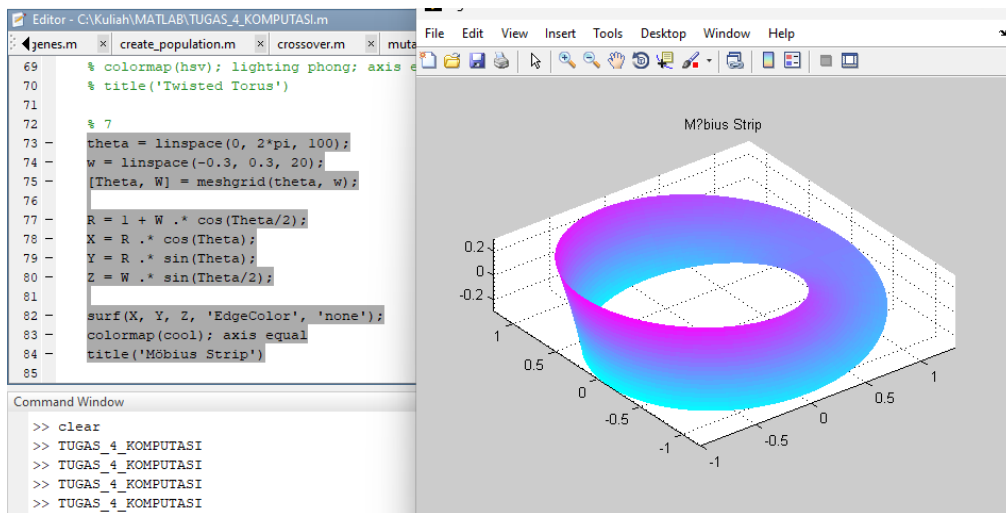 Editor - C:\Kuliah\MATLAB\TUGAS_4_KOMPUTASI.m
genes.m × create_population.m × crossover.m × muta
69 % colormap(hsv); lighting phong; axis e
70 % title('Twisted Torus')
71
72 % 7
73 – theta = linspace(0, 2*pi, 100);
74 – w = linspace(-0.3, 0.3, 20);
75 – [Theta, W] = meshgrid(theta, w);
76
77 – R = 1 + W .* cos(Theta/2);
78 – X = R .* cos(Theta);
79 – Y = R .* sin(Theta);
80 – Z = W .* sin(Theta/2);
81
82 – surf(X, Y, Z, 'EdgeColor', 'none');
83 – colormap(cool); axis equal
84 – title('Möbius Strip')
85
Command Window
>> clear
>> TUGAS_4_KOMPUTASI
>> TUGAS_4_KOMPUTASI
>> TUGAS_4_KOMPUTASI
>> TUGAS_4_KOMPUTASI
File Edit View Insert Tools Desktop Window Help
M?bius Strip
0.2
0
-0.2
1
0.5
0
-0.5
-1
-1
-0.5
0
0.5
1